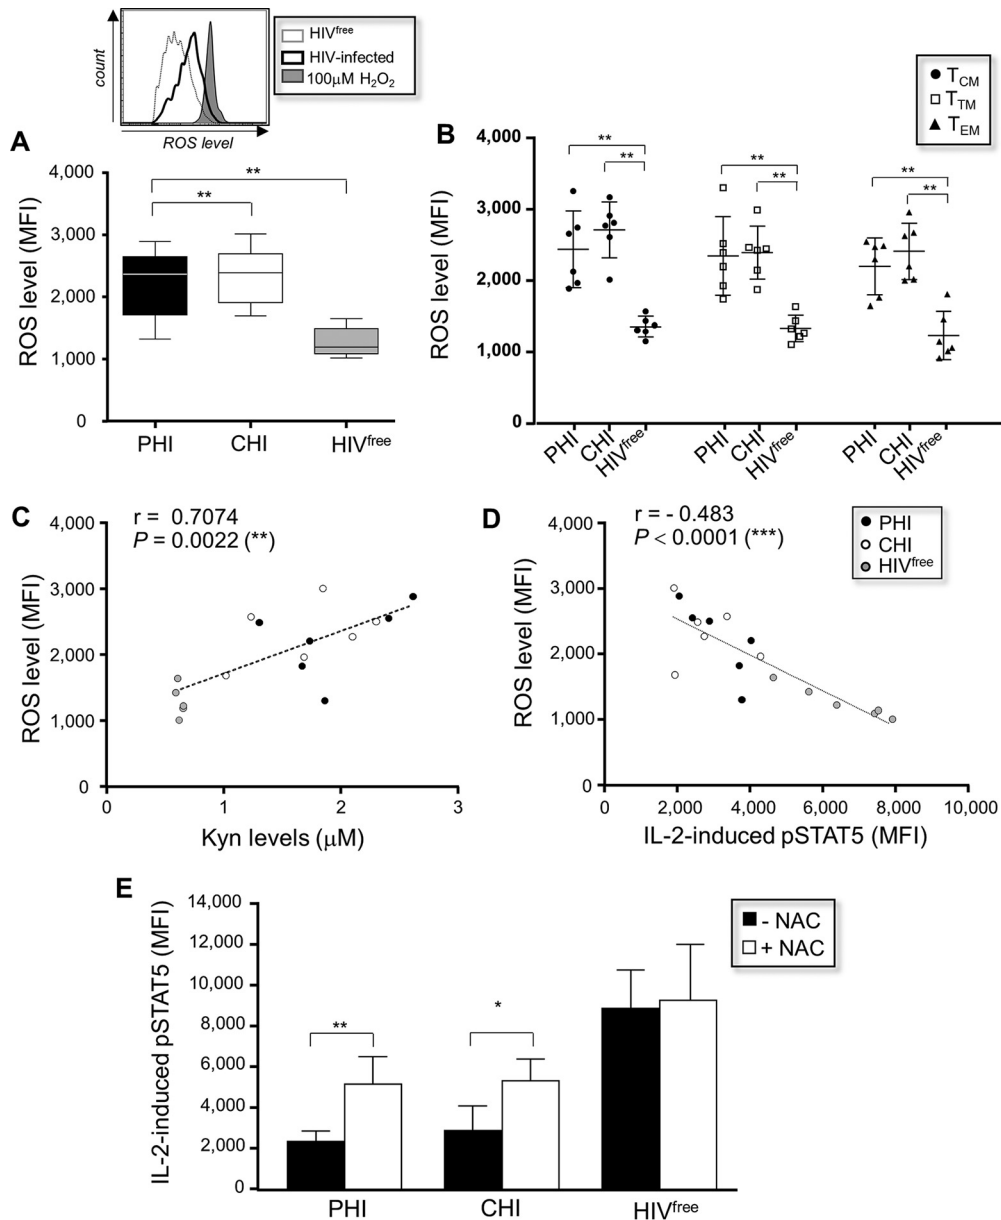 count
ROS level
HIVfree
HIV-infected
100μM H2O2
A
ROS level (MFI)
4,000
3,000
2,000
1,000
0
**
**
PHI
CHI
HIVfree
B
TCM
TTM
TEM
ROS level (MFI)
4,000
3,000
2,000
1,000
0
**
**
**
**
**
**
PHI
CHI
HIVfree
PHI
CHI
HIVfree
PHI
CHI
HIVfree
C
r = 0.7074
P = 0.0022 (**)
ROS level (MFI)
4,000
3,000
2,000
1,000
0
0
1
2
3
Kyn levels (μM)
D
r = - 0.483
P < 0.0001 (***)
PHI
CHI
HIVfree
ROS level (MFI)
4,000
3,000
2,000
1,000
0
0
2,000
4,000
6,000
8,000
10,000
IL-2-induced pSTAT5 (MFI)
E
IL-2-induced pSTAT5 (MFI)
14,000
12,000
10,000
8,000
6,000
4,000
2,000
0
**
*
- NAC
+ NAC
PHI
CHI
HIVfree